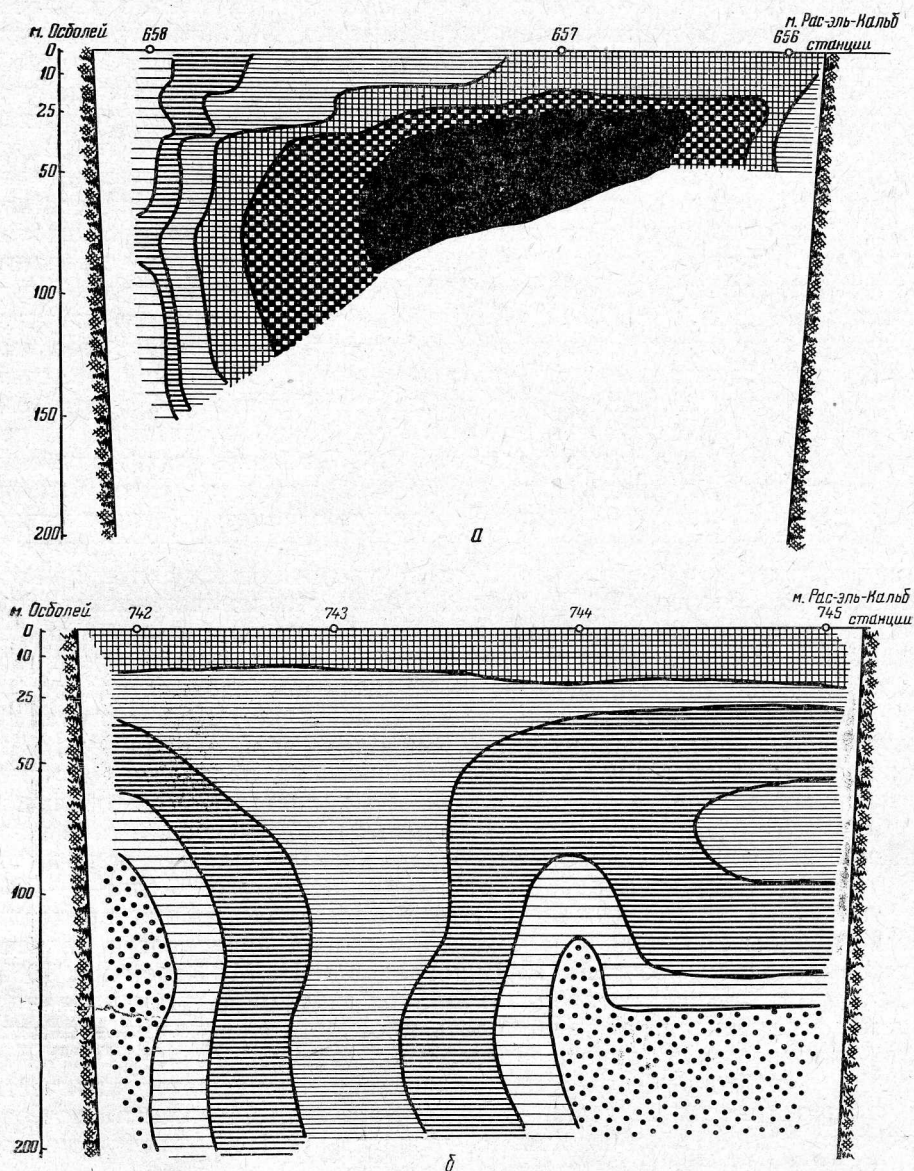 м. Рас-эль-Кальб
м. Осболей 658 657 656 станции
0
10
25
50
100
150
200
а
м. Осболей 742 743 744 м. Рас-эль-Кальб
745 станции
0
10
25
50
100
200
б